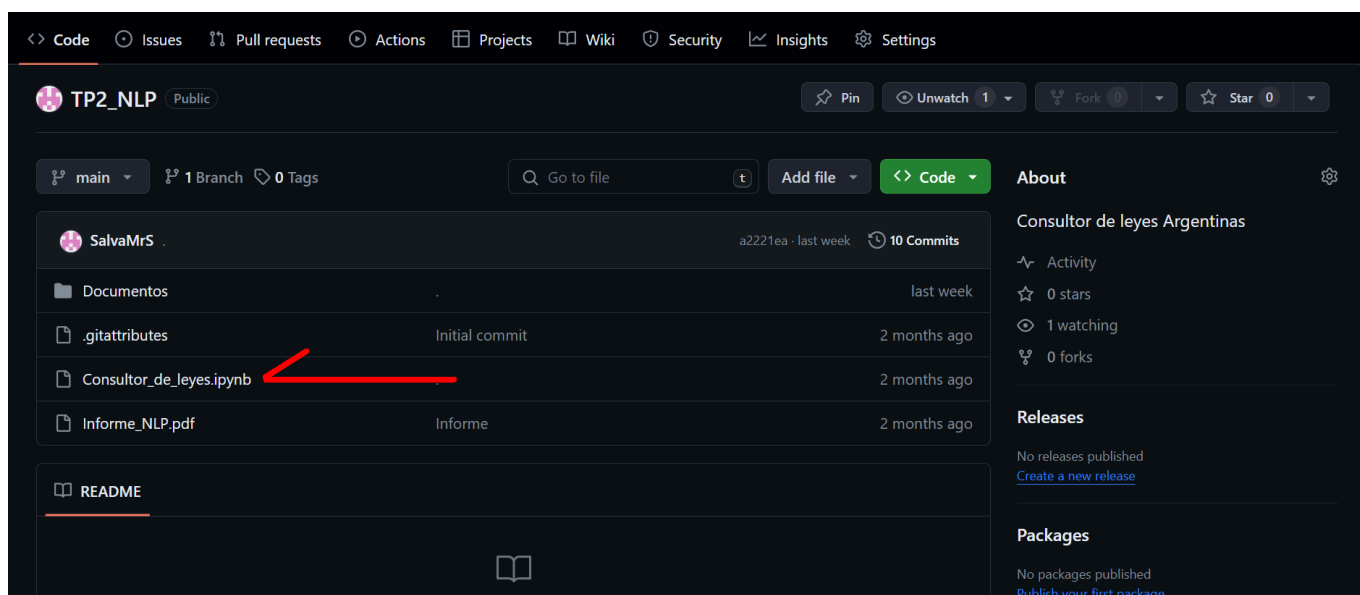 Code Issues Pull requests Actions Projects Wiki Security Insights Settings
TP2_NLP Public
Pin Unwatch 1 Fork 0 Star 0
main 1 Branch 0 Tags Go to file t Add file Code
SalvaMrS . a2221ea · last week 10 Commits
Documentos . last week
.gitattributes Initial commit 2 months ago
Consultor_de_leyes.ipynb . 2 months ago
Informe_NLP.pdf Informe 2 months ago
README
About
Consultor de leyes Argentinas
Activity
0 stars
1 watching
0 forks
Releases
No releases published
Create a new release
Packages
No packages published
Publish your first package